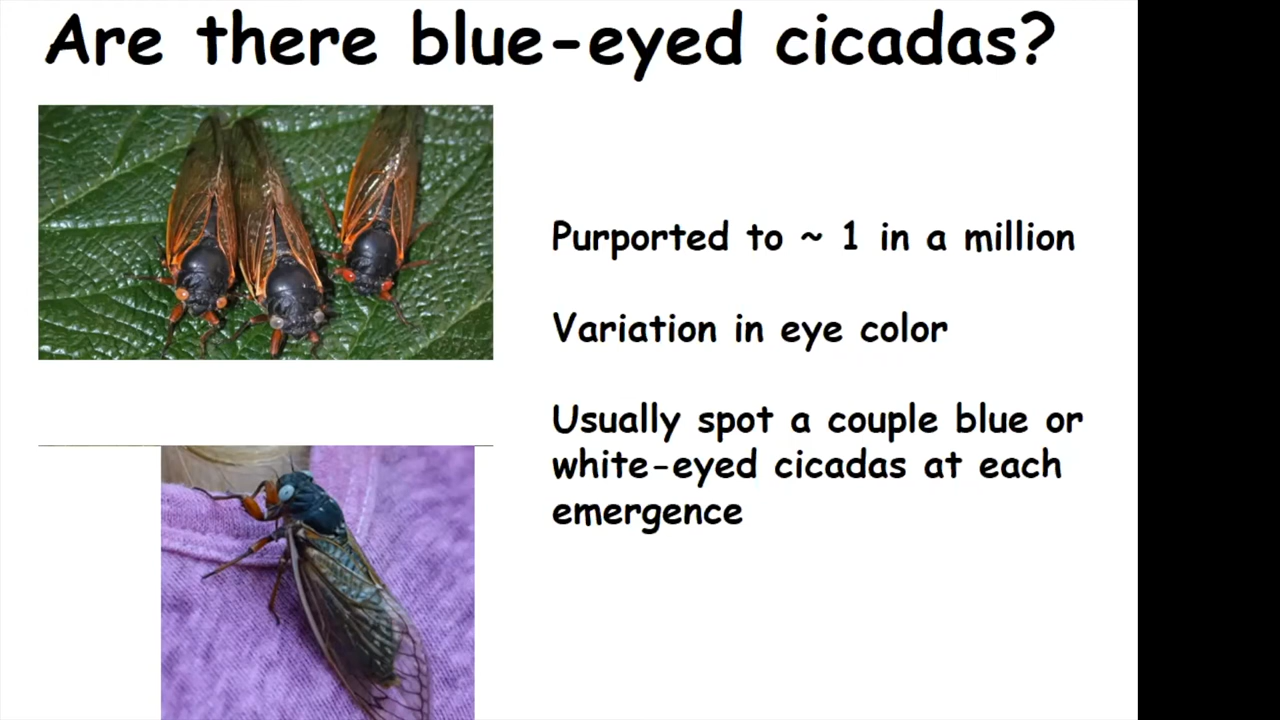 Are there blue-eyed cicadas?
Purported to ~ 1 in a million
Variation in eye color
Usually spot a couple blue or
white-eyed cicadas at each
emergence